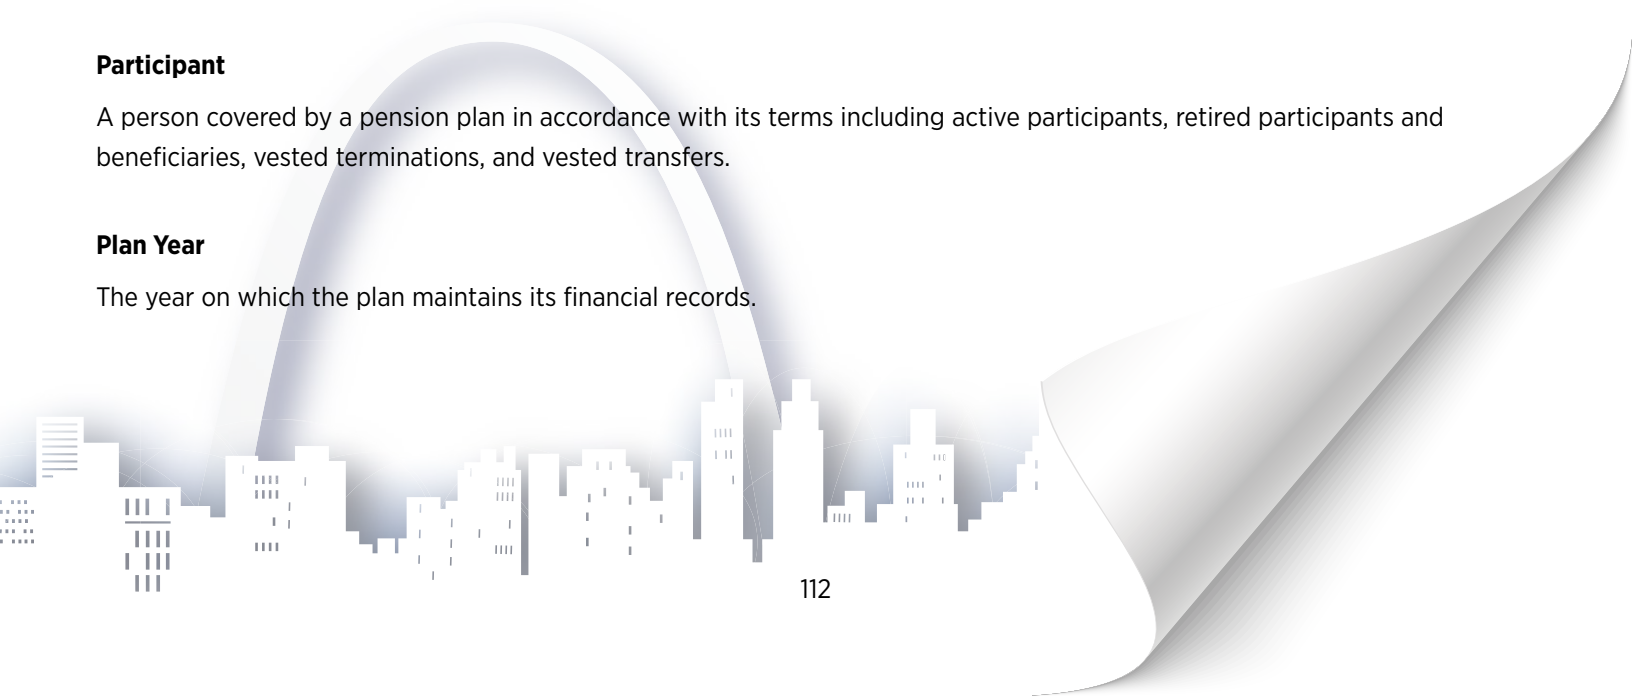 Participant
A person covered by a pension plan in accordance with its terms including active participants, retired participants and
beneficiaries, vested terminations, and vested transfers.
Plan Year
The year on which the plan maintains its financial records.
112